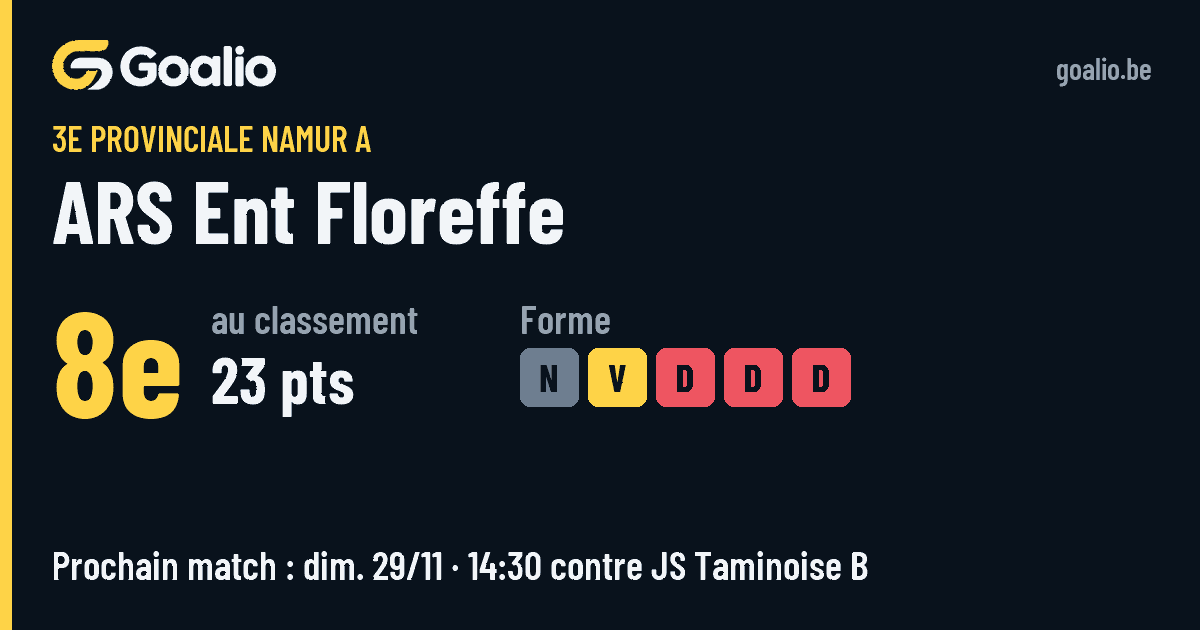 Goalio
goalio.be
3E PROVINCIALE NAMUR A
ARS Ent Floreffe
8e
au classement
23 pts
Forme
N V D D D
Prochain match : dim. 29/11 · 14:30 contre JS Taminoise B